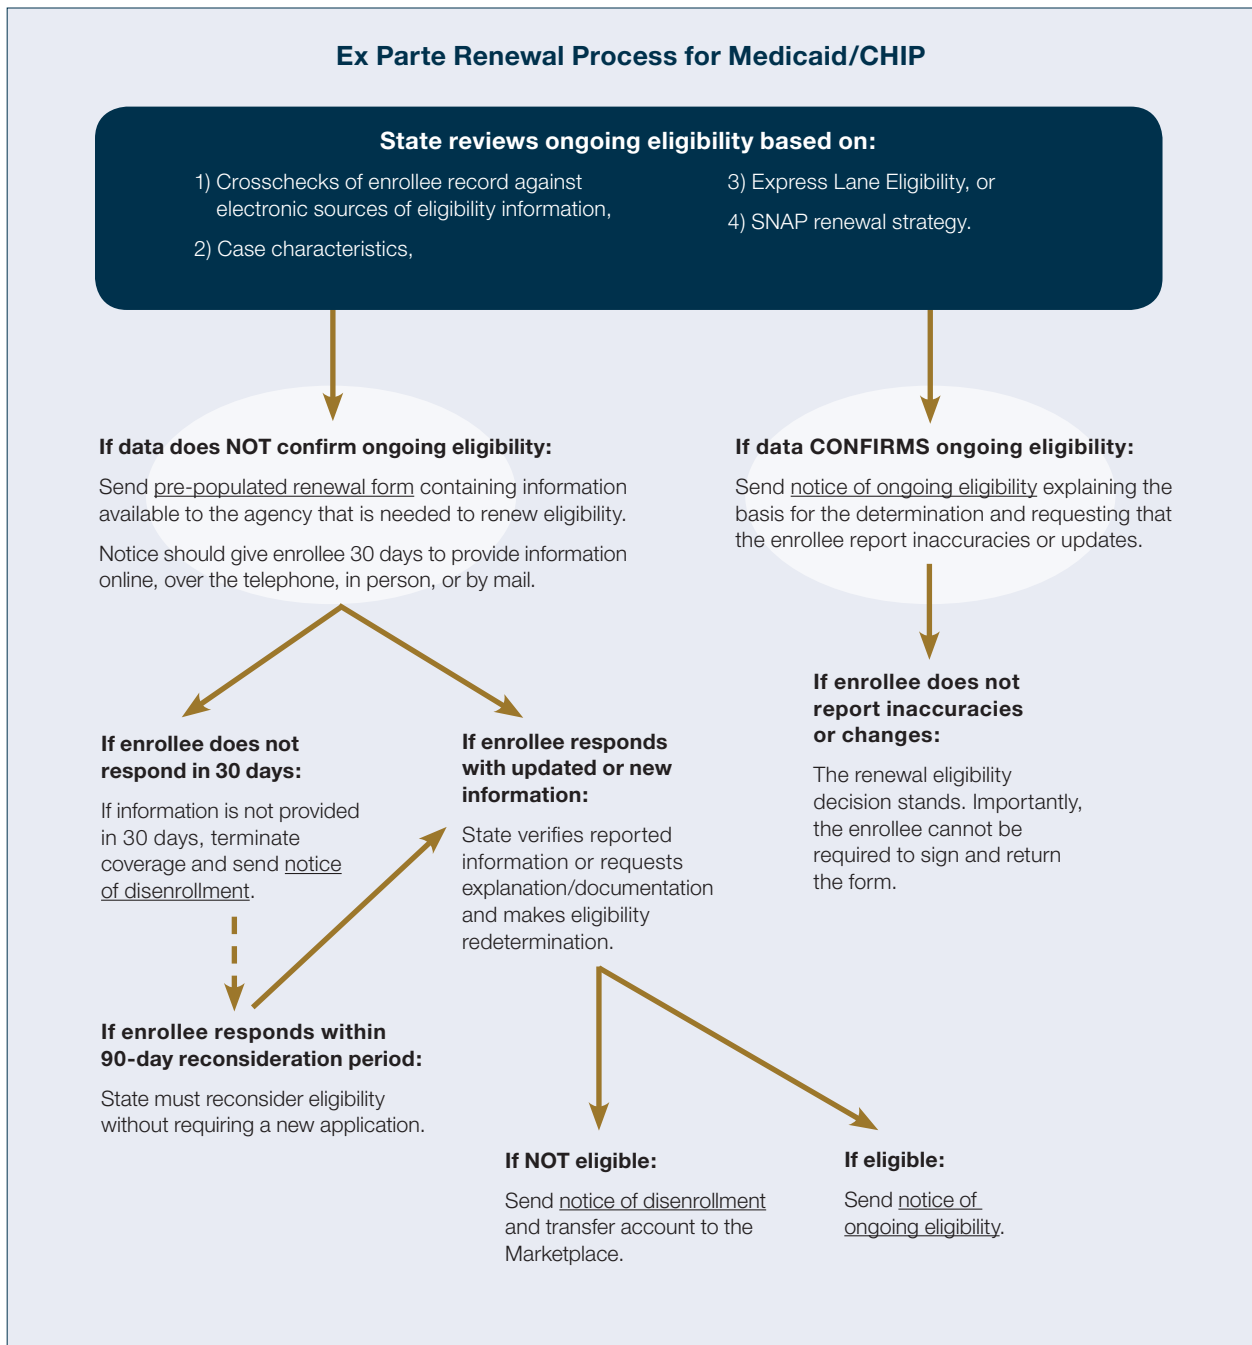 Ex Parte Renewal Process for Medicaid/CHIP
State reviews ongoing eligibility based on:
1) Crosschecks of enrollee record against
electronic sources of eligibility information,
2) Case characteristics,
3) Express Lane Eligibility, or
4) SNAP renewal strategy.
If data does NOT confirm ongoing eligibility:
Send pre-populated renewal form containing information
available to the agency that is needed to renew eligibility.
Notice should give enrollee 30 days to provide information
online, over the telephone, in person, or by mail.
If data CONFIRMS ongoing eligibility:
Send notice of ongoing eligibility explaining the
basis for the determination and requesting that
the enrollee report inaccuracies or updates.
If enrollee does not
respond in 30 days:
If information is not provided
in 30 days, terminate
coverage and send notice
of disenrollment.
If enrollee responds
with updated or new
information:
State verifies reported
information or requests
explanation/documentation
and makes eligibility
redetermination.
If enrollee does not
report inaccuracies
or changes:
The renewal eligibility
decision stands. Importantly,
the enrollee cannot be
required to sign and return
the form.
If enrollee responds within
90-day reconsideration period:
State must reconsider eligibility
without requiring a new application.
If NOT eligible:
Send notice of disenrollment
and transfer account to the
Marketplace.
If eligible:
Send notice of
ongoing eligibility.